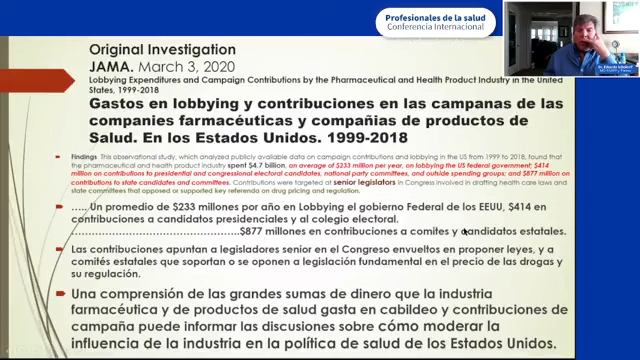 Profesionales de la salud
Conferencia Internacional
Original Investigation
JAMA. March 3, 2020
Lobbying Expenditures and Campaign Contributions by the Pharmaceutical and Health Product Industry in the United
States, 1999-2018
Gastos en lobbying y contribuciones en las campanas de las
companies farmacéuticas y compañias de productos de
Salud. En los Estados Unidos. 1999-2018
Findings This observational study, which analyzed publicly available data on campaign contributions and lobbying in the US from 1999 to 2018, found that
the pharmaceutical and health product industry spent $4.7 billion, an average of $233 million per year, on lobbying the US federal government; $414
million on contributions to presidential and congressional electoral candidates, national party committees, and outside spending groups; and $877 million on
contributions to state candidates and committees. Contributions were targeted at senior legislators in Congress involved in drafting health care laws and
state committees that opposed or supported key referenda on drug pricing and regulation.
….. Un promedio de $233 millones por año en Lobbying el gobierno Federal de los EEUU, $414 en
contribuciones a candidatos presidenciales y al colegio electoral.
…………………………………………………$877 millones en contribuciones a comites y candidatos estatales.
Las contribuciones apuntan a legisladores senior en el Congreso envueltos en proponer leyes, y a
comités estatales que soportan o se oponen a legislación fundamental en el precio de las drogas y
su regulación.
Una comprensión de las grandes sumas de dinero que la industria
farmacéutica y de productos de salud gasta en cabildeo y contribuciones de
campaña puede informar las discusiones sobre cómo moderar la
influencia de la industria en la política de salud de los Estados Unidos.